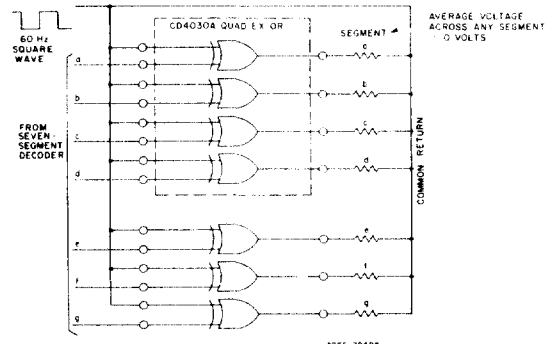 60 Hz
SQUARE
WAVE
CD4030A QUAD EX OR
SEGMENT
AVERAGE VOLTAGE
ACROSS ANY SEGMENT
0 VOLTS
FROM
SEVEN-
SEGMENT
DECODER
a
b
c
d
e
f
g
a
b
c
d
e
f
g
COMMON RETURN